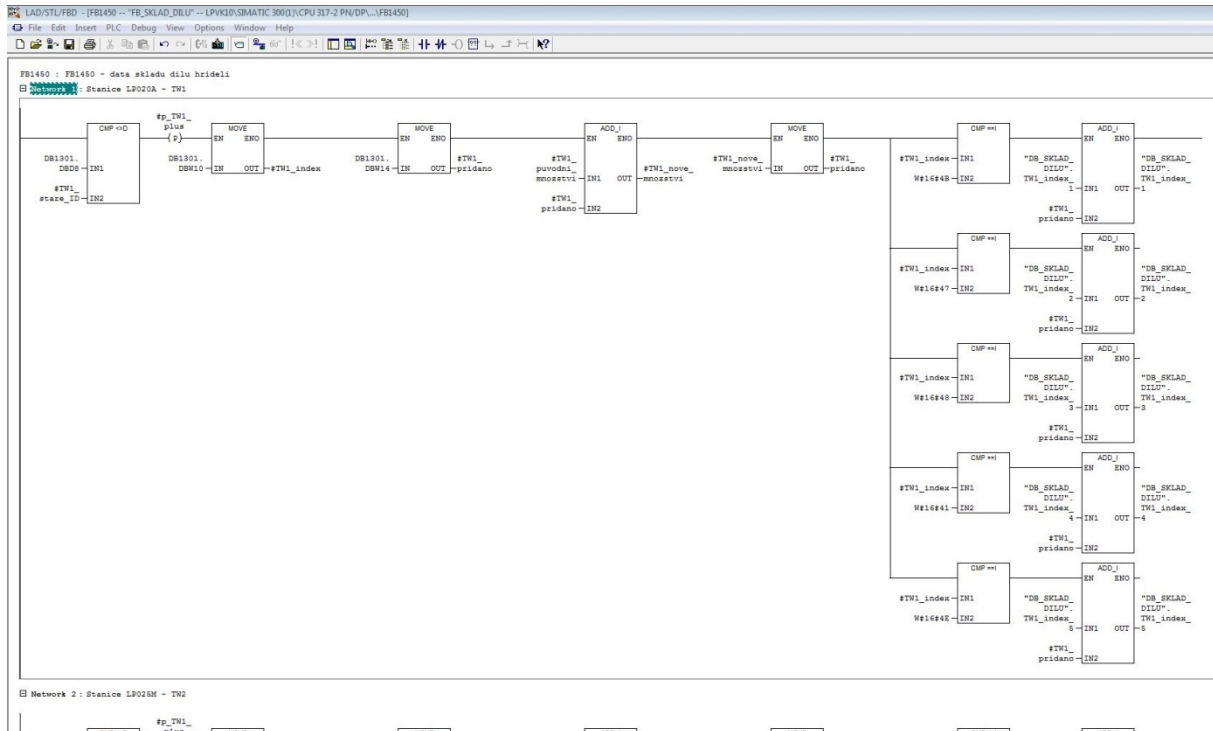 LAD/STL/FBD - [FB1450 -- "FB_SKLAD_DILU" -- LPVK10\SIMATIC 300(1)\CPU 317-2 PN/DP\...\FB1450]
File Edit Insert PLC Debug View Options Window Help
FB1450 : FB1450 - data skladu dilu hrideli
Network 1 : Stanice LP020A - TW1
CMP <>D
DB1301.
DBD8
IN1
#TW1_
stare_ID
IN2
#p_TW1_
plus
(P)
MOVE
EN ENO
DB1301.
DBW10
IN OUT
#TW1_index
MOVE
EN ENO
DB1301.
DBW14
IN OUT
#TW1_
pridano
ADD_I
EN ENO
#TW1_
puvodni_
mnozstvi
IN1 OUT
#TW1_nove_
mnozstvi
#TW1_
pridano
IN2
MOVE
EN ENO
#TW1_nove_
mnozstvi
IN OUT
#TW1_
pridano
CMP ==I
#TW1_index
IN1
W#16#4B
IN2
ADD_I
EN ENO
"DB_SKLAD_
DILU".
TW1_index_
1
IN1 OUT
"DB_SKLAD_
DILU".
TW1_index_
1
#TW1_
pridano
IN2
CMP ==I
#TW1_index
IN1
W#16#47
IN2
ADD_I
EN ENO
"DB_SKLAD_
DILU".
TW1_index_
2
IN1 OUT
"DB_SKLAD_
DILU".
TW1_index_
2
#TW1_
pridano
IN2
CMP ==I
#TW1_index
IN1
W#16#48
IN2
ADD_I
EN ENO
"DB_SKLAD_
DILU".
TW1_index_
3
IN1 OUT
"DB_SKLAD_
DILU".
TW1_index_
3
#TW1_
pridano
IN2
CMP ==I
#TW1_index
IN1
W#16#41
IN2
ADD_I
EN ENO
"DB_SKLAD_
DILU".
TW1_index_
4
IN1 OUT
"DB_SKLAD_
DILU".
TW1_index_
4
#TW1_
pridano
IN2
CMP ==I
#TW1_index
IN1
W#16#4E
IN2
ADD_I
EN ENO
"DB_SKLAD_
DILU".
TW1_index_
5
IN1 OUT
"DB_SKLAD_
DILU".
TW1_index_
5
#TW1_
pridano
IN2
Network 2 : Stanice LP025M - TW2
#p_TW1_